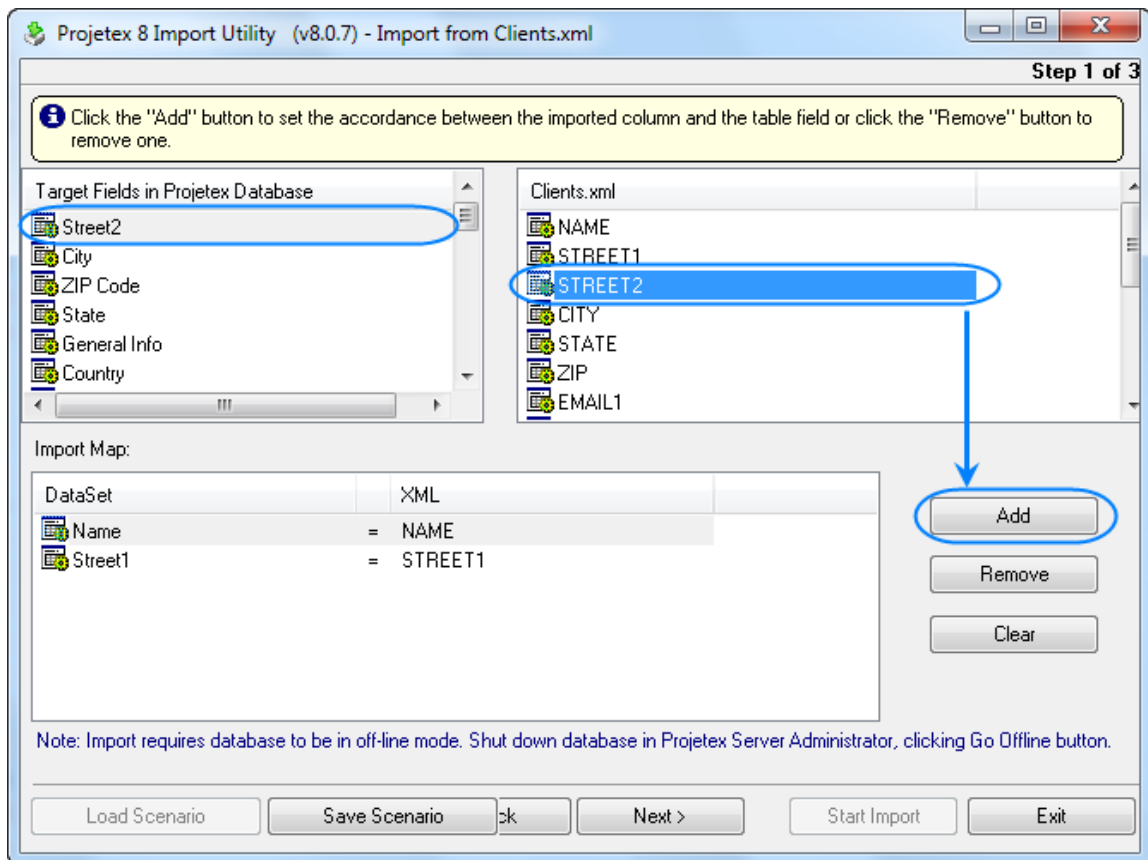 Projetex 8 Import Utility (v8.0.7) - Import from Clients.xml
Step 1 of 3
Click the "Add" button to set the accordance between the imported column and the table field or click the "Remove" button to
remove one.
Target Fields in Projetex Database
Street2
City
ZIP Code
State
General Info
Country
Clients.xml
NAME
STREET1
STREET2
CITY
STATE
ZIP
EMAIL1
Import Map:
DataSet XML
Name = NAME
Street1 = STREET1
Add
Remove
Clear
Note: Import requires database to be in off-line mode. Shut down database in Projetex Server Administrator, clicking Go Offline button.
Load Scenario Save Scenario ck Next > Start Import Exit